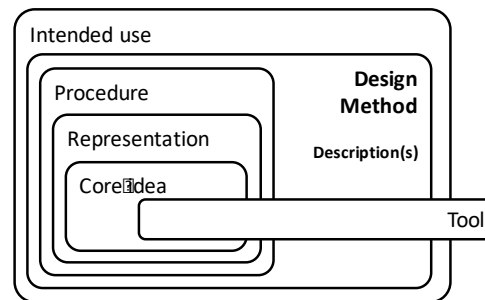 Intended use
Design
Procedure
Method
Representation
Description(s)
Core Idea
Tool